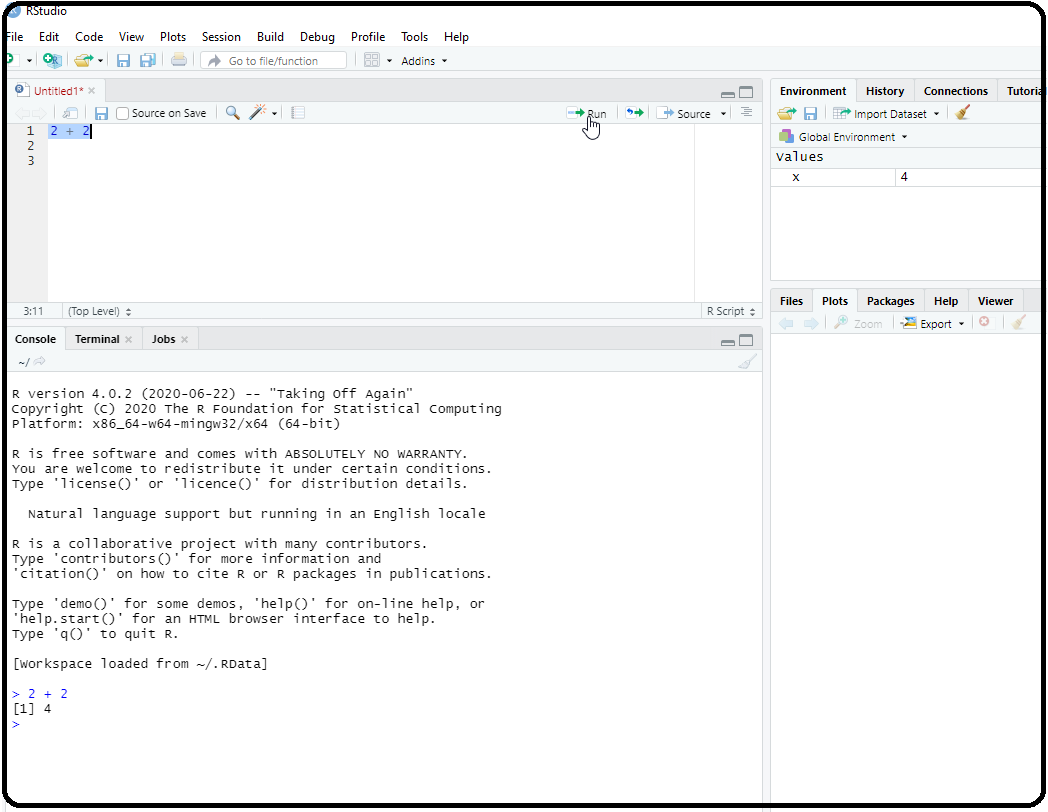 RStudio
File Edit Code View Plots Session Build Debug Profile Tools Help
Go to file/function Addins
Untitled1*
Source on Save Run Source
1 2 + 2
2
3
3:11 (Top Level) R Script
Console Terminal Jobs
~/
R version 4.0.2 (2020-06-22) -- "Taking Off Again"
Copyright (C) 2020 The R Foundation for Statistical Computing
Platform: x86_64-w64-mingw32/x64 (64-bit)
R is free software and comes with ABSOLUTELY NO WARRANTY.
You are welcome to redistribute it under certain conditions.
Type 'license()' or 'licence()' for distribution details.
Natural language support but running in an English locale
R is a collaborative project with many contributors.
Type 'contributors()' for more information and
'citation()' on how to cite R or R packages in publications.
Type 'demo()' for some demos, 'help()' for on-line help, or
'help.start()' for an HTML browser interface to help.
Type 'q()' to quit R.
[Workspace loaded from ~/.RData]
> 2 + 2
[1] 4
>
Environment History Connections Tutoria
Import Dataset
Global Environment
Values
x 4
Files Plots Packages Help Viewer
Zoom Export